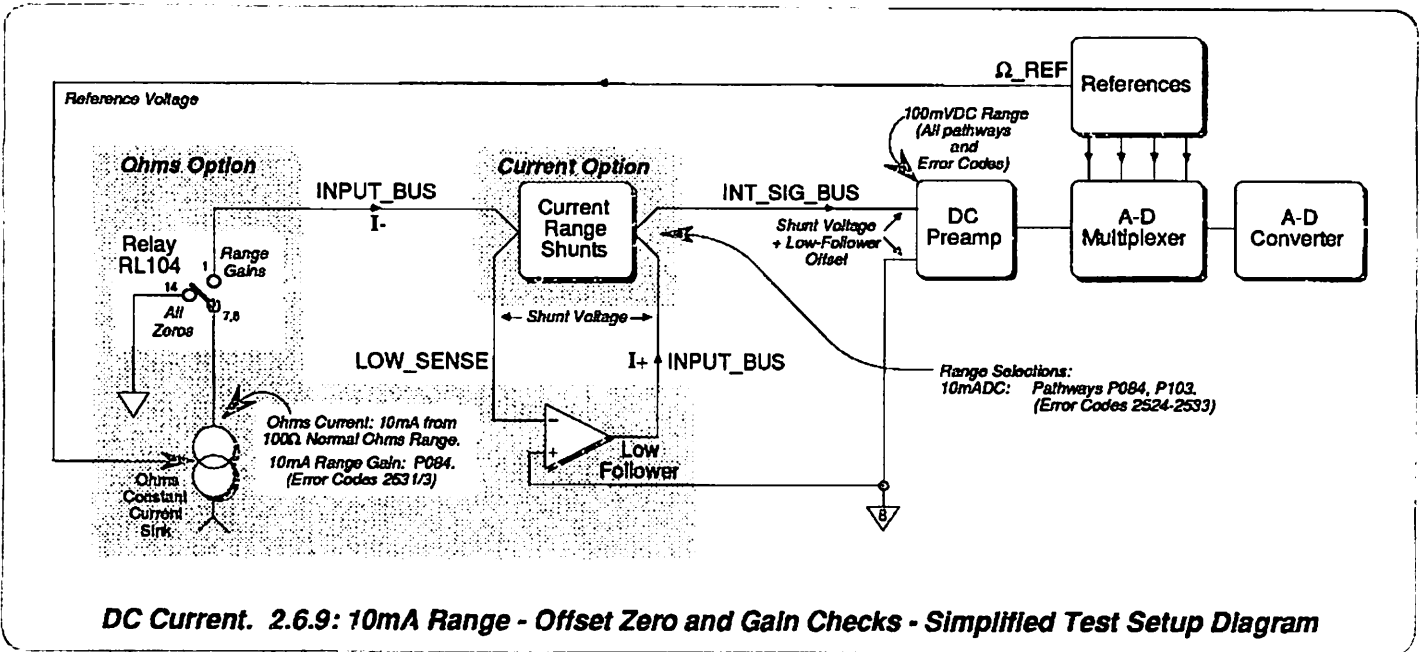 Ω_REF
References
Reference Voltage
100mVDC Range
(All pathways
and
Error Codes)
Ohms Option
Current Option
INPUT_BUS
I-
Current
Range
Shunts
INT_SIG_BUS
Shunt Voltage
+ Low-Follower
Offset
DC
Preamp
A-D
Multiplexer
A-D
Converter
Relay
RL104
1
Range
Gains
14
All
Zeros
7,8
Shunt Voltage
LOW_SENSE
I+
INPUT_BUS
Range Selections:
10mADC: Pathways P084, P103.
(Error Codes 2524-2533)
Ohms Current: 10mA from
100Ω Normal Ohms Range.
10mA Range Gain: P084.
(Error Codes 2531/3)
-
+
Low
Follower
Ohms
Constant
Current
Sink
8
DC Current. 2.6.9: 10mA Range - Offset Zero and Gain Checks - Simplified Test Setup Diagram